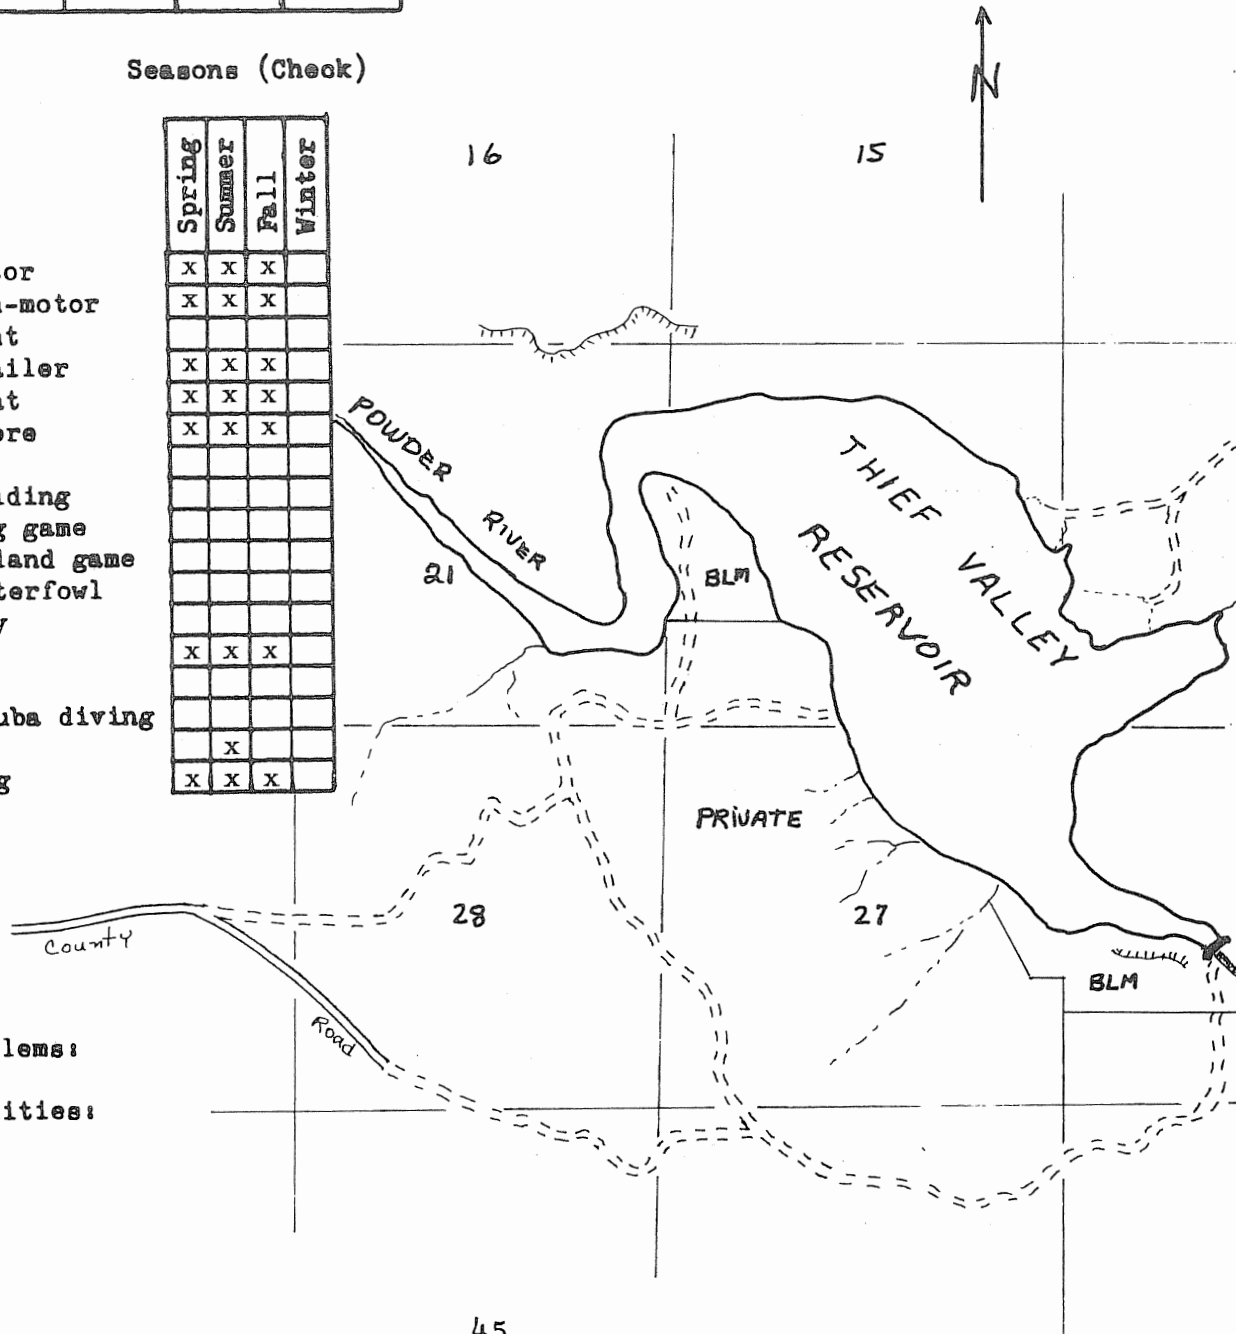 Seasons (Check)
Spring Summer Fall Winter
tor x x x
-motor x x x
t
ailer x x x
t x x x
ore x x x
ding
g game
land game
terfowl
y
x x x
uba diving
x
g x x x
lems:
ities:
N
16
15
POWDER
RIVER
21
BLM
THIEF VALLEY
RESERVOIR
PRIVATE
28
27
County
Road
BLM
45